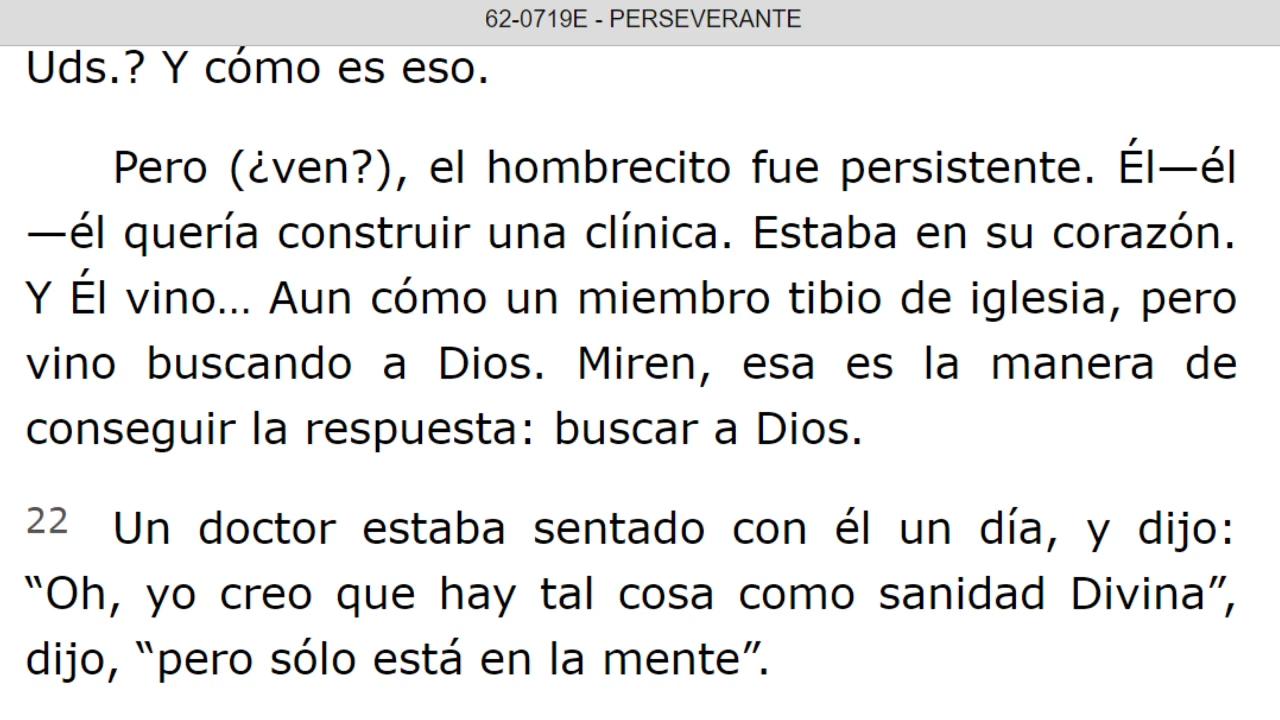 62-0719E - PERSEVERANTE
Uds.? Y cómo es eso.
Pero (¿ven?), el hombrecito fue persistente. Él—él
—él quería construir una clínica. Estaba en su corazón.
Y Él vino... Aun cómo un miembro tibio de iglesia, pero
vino buscando a Dios. Miren, esa es la manera de
conseguir la respuesta: buscar a Dios.
22 Un doctor estaba sentado con él un día, y dijo:
“Oh, yo creo que hay tal cosa como sanidad Divina”,
dijo, “pero sólo está en la mente”.